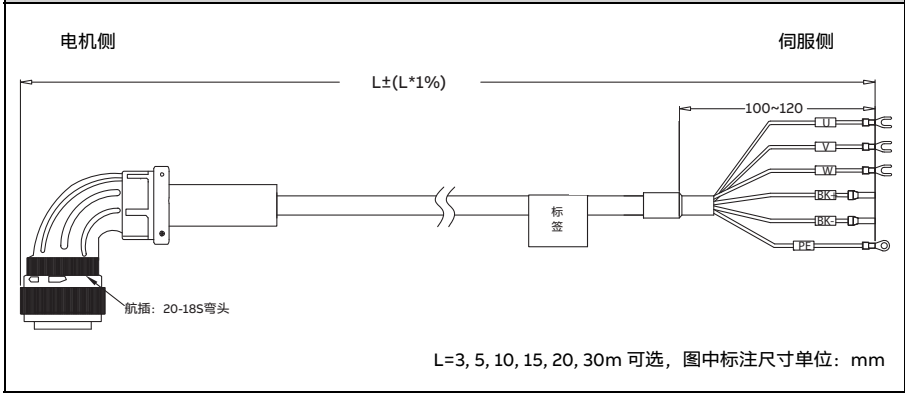 电机侧
伺服侧
L±(L*1%)
100~120
U
V
W
BK+
BK-
PE
标
签
航插：20-18S弯头
L=3, 5, 10, 15, 20, 30m 可选，图中标注尺寸单位：mm